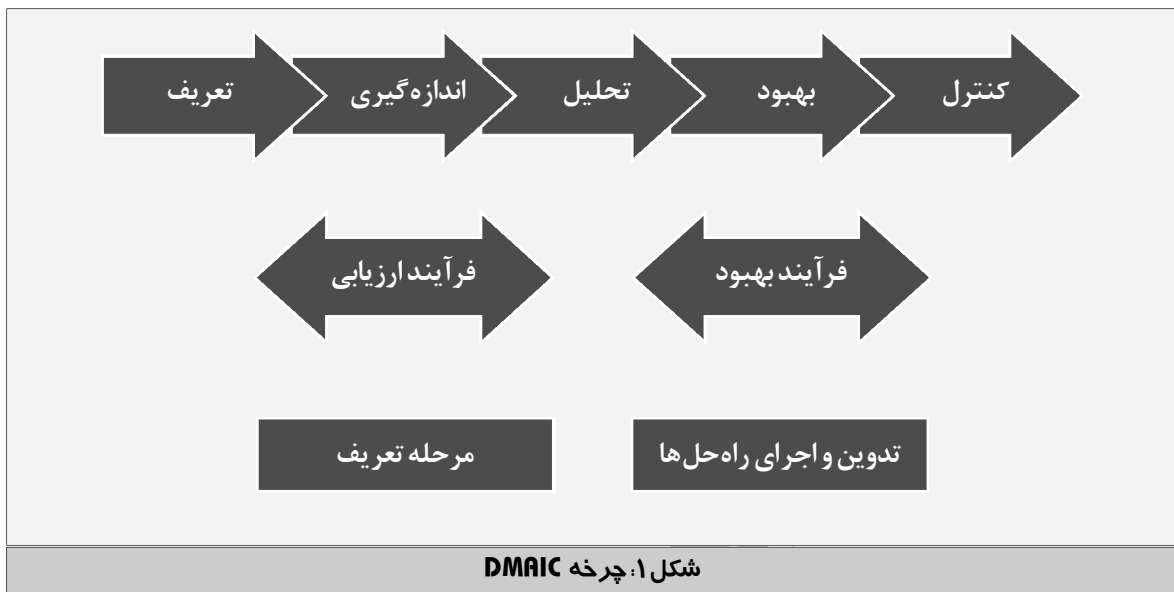 تعریف
اندازه‌گیری
تحلیل
بهبود
کنترل
فرآیند ارزیابی
فرآیند بهبود
مرحله تعریف
تدوین و اجرای راه‌حل‌ها
شکل ۱: چرخه DMAIC